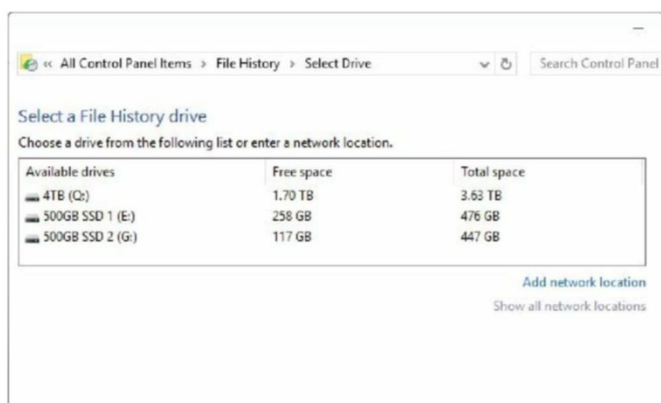 « All Control Panel Items › File History › Select Drive Search Control Panel
Select a File History drive
Choose a drive from the following list or enter a network location.
Available drives Free space Total space
4TB (Q:) 1.70 TB 3.63 TB
500GB SSD 1 (E:) 258 GB 476 GB
500GB SSD 2 (G:) 117 GB 447 GB
Add network location
Show all network locations